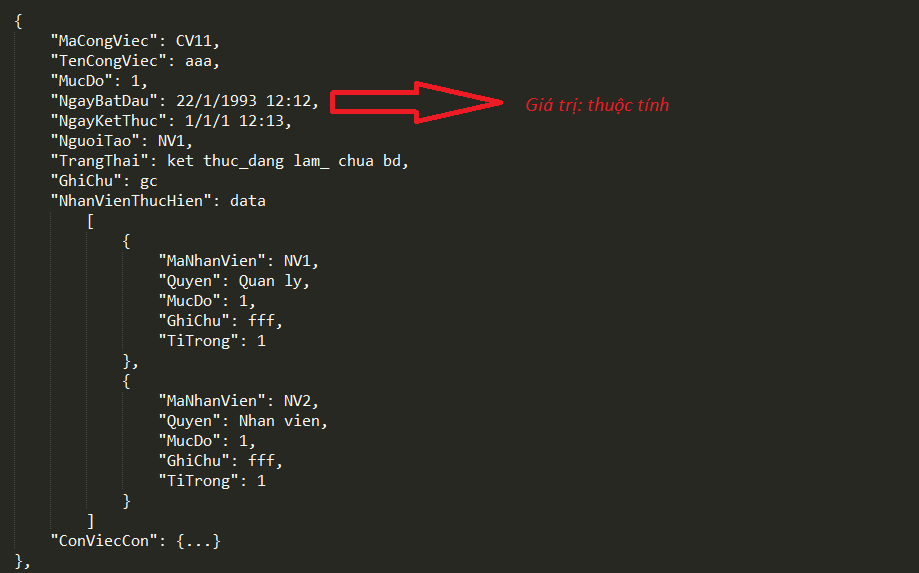 {
"MaCongViec": CV11,
"TenCongViec": aaa,
"MucDo": 1,
"NgayBatDau": 22/1/1993 12:12, Giá trị: thuộc tính
"NgayKetThuc": 1/1/1 12:13,
"NguoiTao": NV1,
"TrangThai": ket thuc_dang lam_ chua bd,
"GhiChu": gc
"NhanVienThucHien": data
[
{
"MaNhanVien": NV1,
"Quyen": Quan ly,
"MucDo": 1,
"GhiChu": fff,
"TiTrong": 1
},
{
"MaNhanVien": NV2,
"Quyen": Nhan vien,
"MucDo": 1,
"GhiChu": fff,
"TiTrong": 1
}
]
"ConViecCon": {...}
},